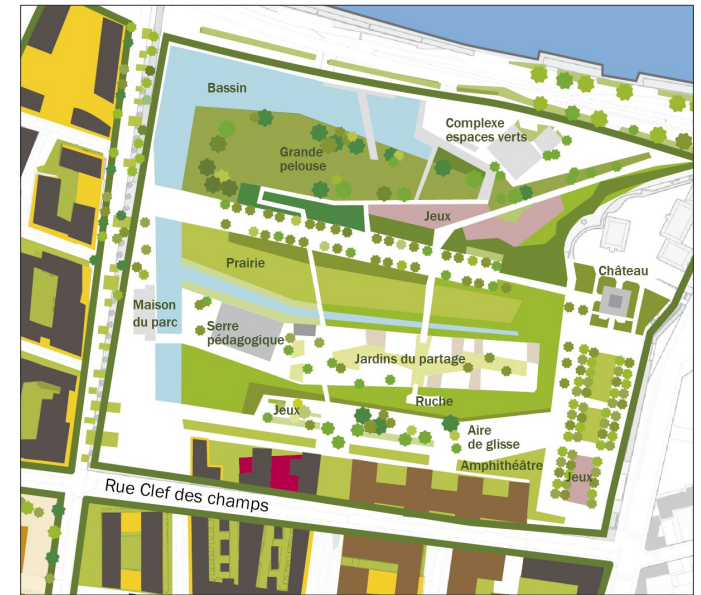 Bassin
Complexe
espaces verts
Grande
pelouse
Jeux
Prairie
Château
Maison
du parc
Serre
pédagogique
Jardins du partage
Ruche
Jeux
Aire
de glisse
Amphithéâtre
Jeux
Rue Clef des champs